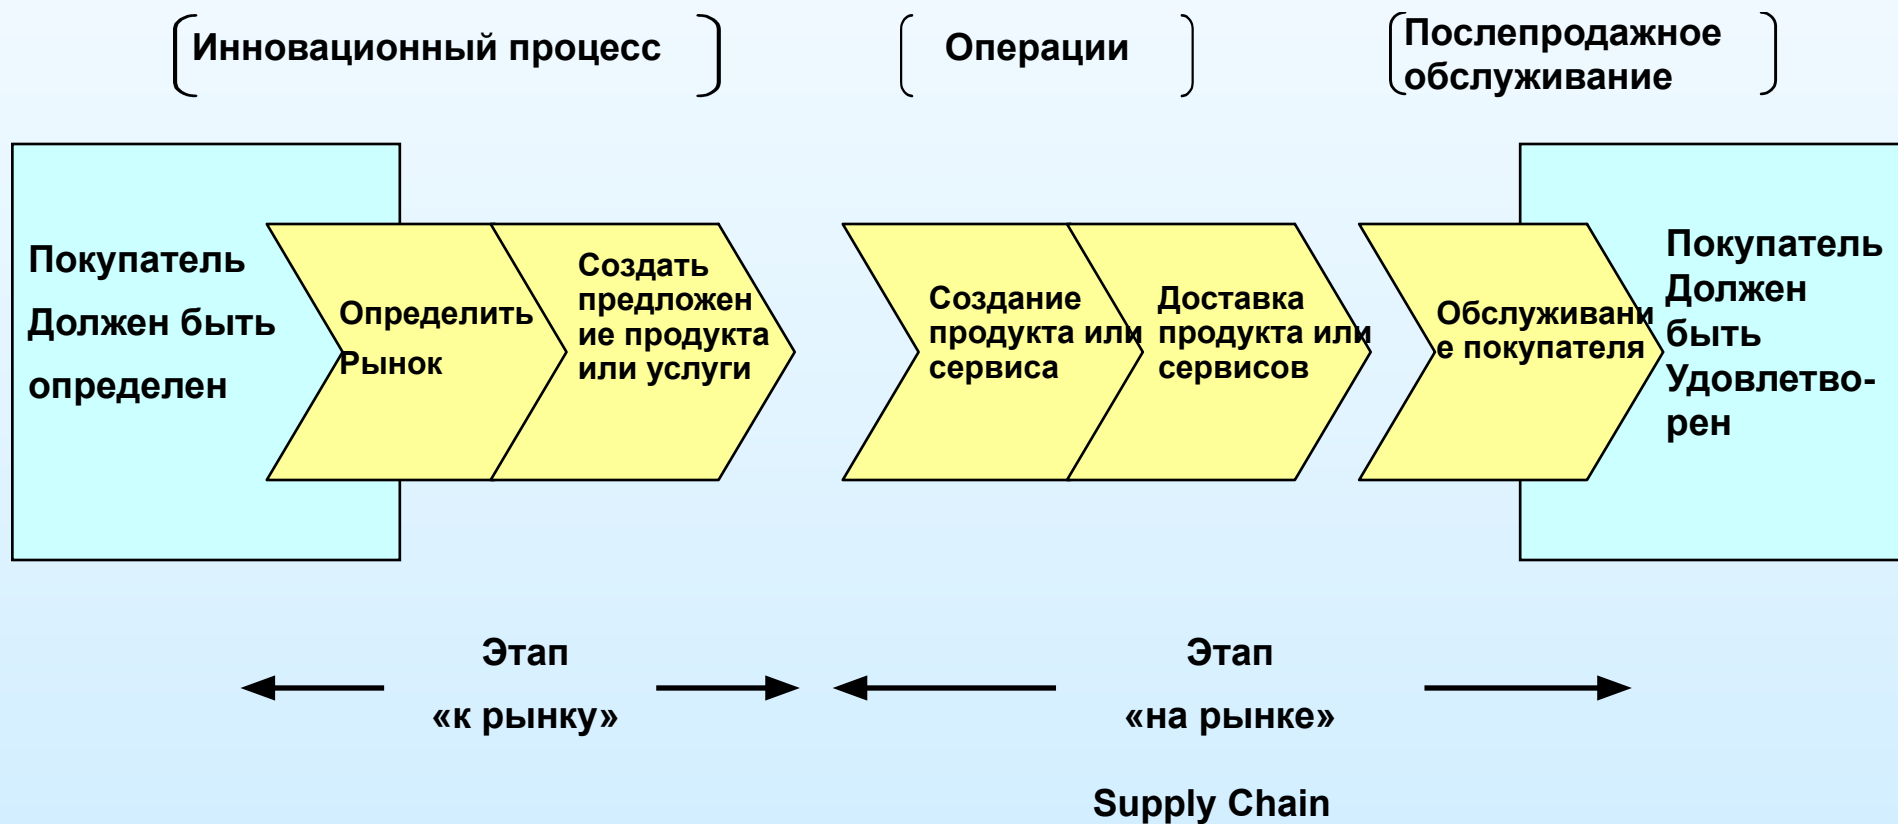 Инновационный процесс
Операции
Послепродажное
обслуживание
Покупатель
Должен быть
определен
Определить
Рынок
Создать
предложен
ие продукта
или услуги
Создание
продукта или
сервиса
Доставка
продукта или
сервисов
Обслуживани
е покупателя
Покупатель
Должен
быть
Удовлетво-
рен
Этап
«к рынку»
Этап
«на рынке»
Supply Chain